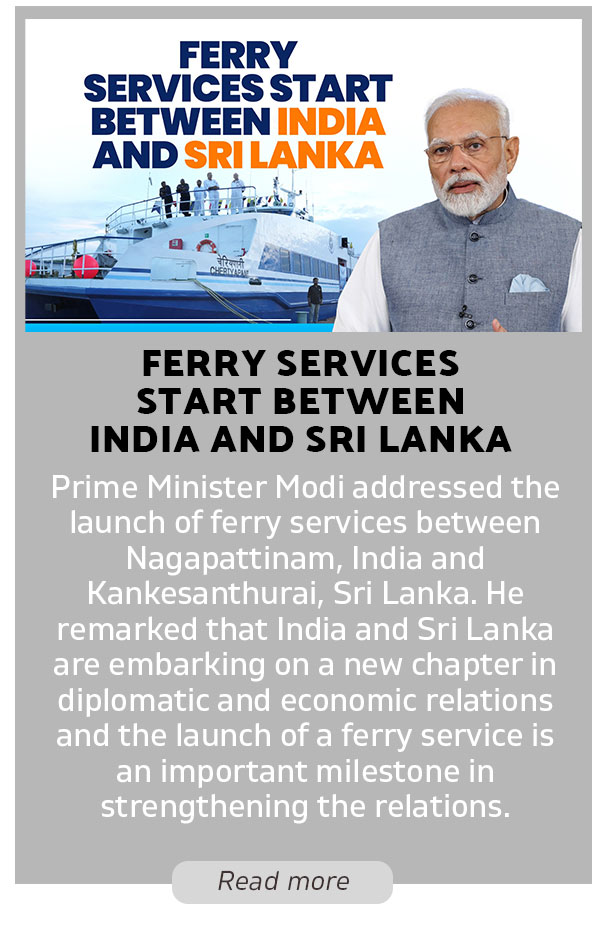 FERRY
SERVICES START
BETWEEN INDIA
AND SRI LANKA
चेरियापानी
CHERIYAPANI
FERRY SERVICES
START BETWEEN
INDIA AND SRI LANKA
Prime Minister Modi addressed the
launch of ferry services between
Nagapattinam, India and
Kankesanthurai, Sri Lanka. He
remarked that India and Sri Lanka
are embarking on a new chapter in
diplomatic and economic relations
and the launch of a ferry service is
an important milestone in
strengthening the relations.
Read more